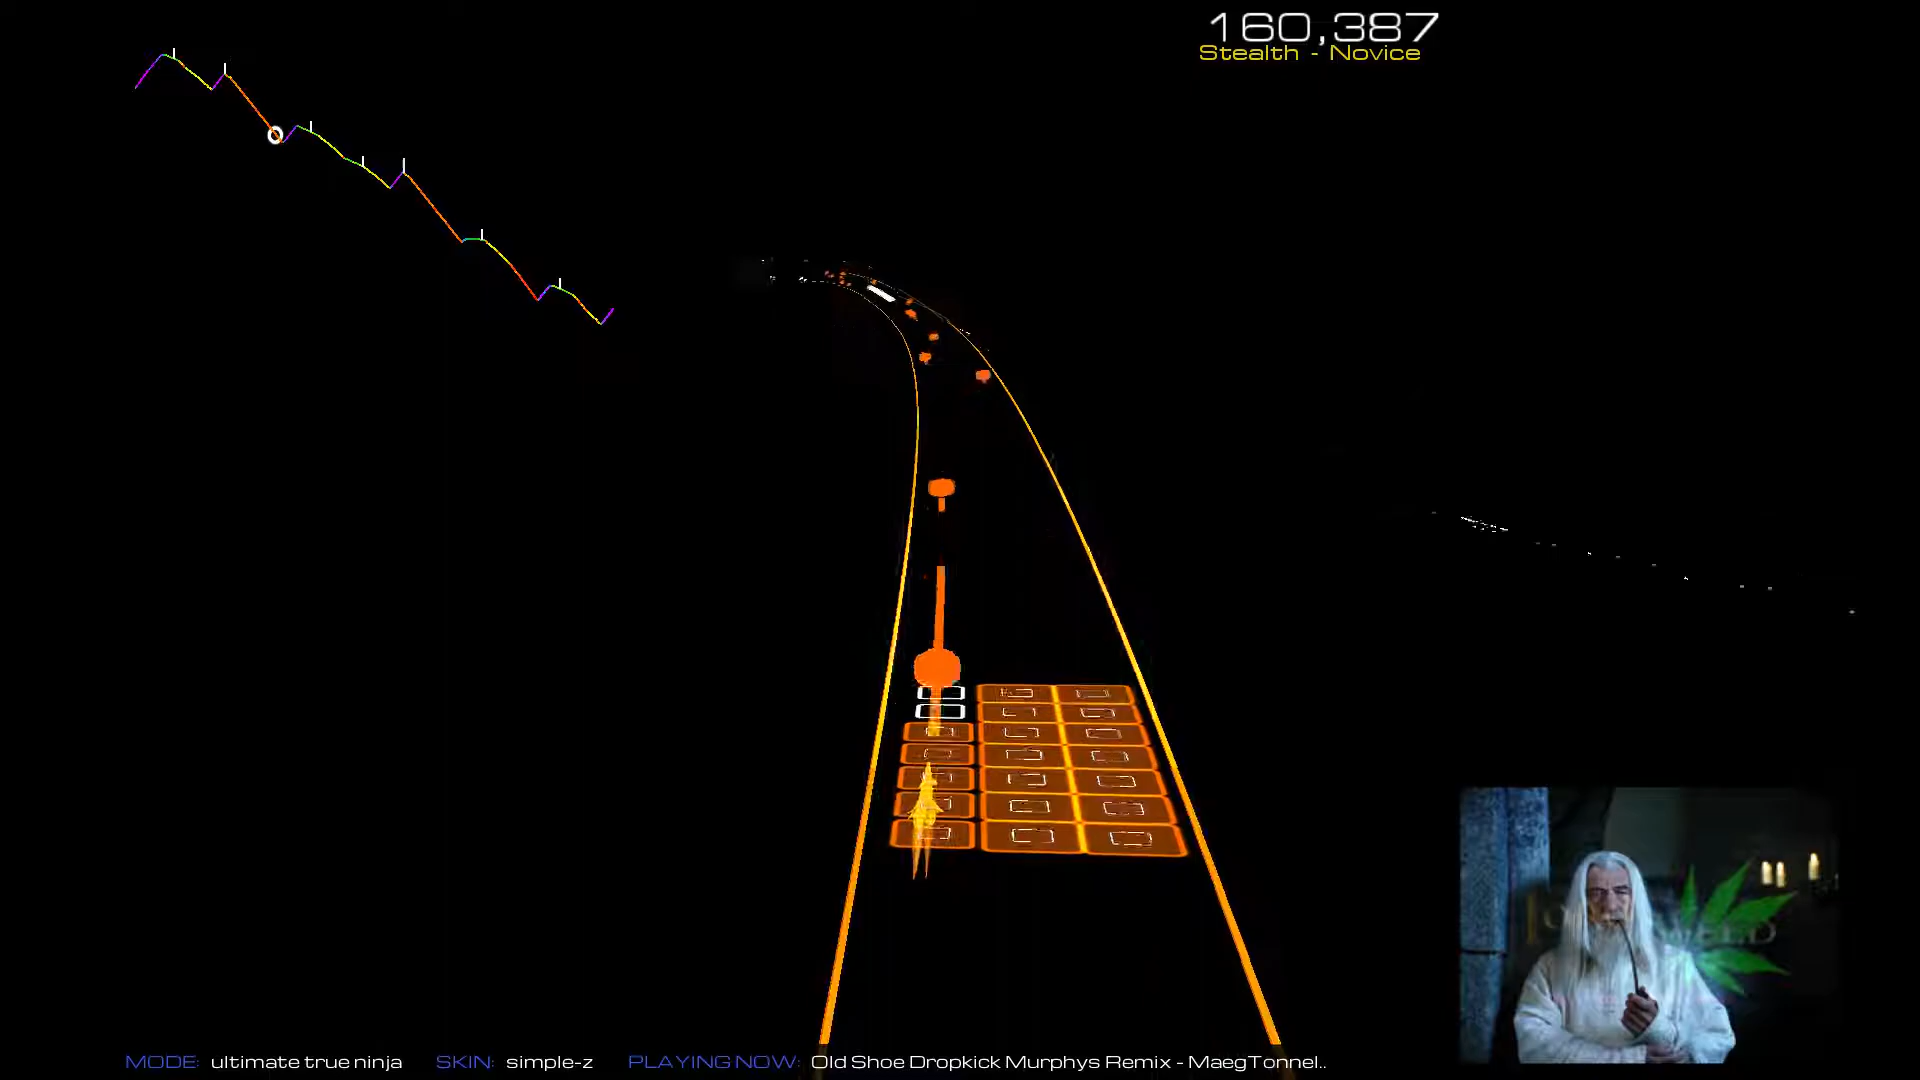 160,387
Stealth - Novice
MODE: ultimate true ninja SKIN: simple-z PLAYING NOW: Old Shoe Dropkick Murphys Remix - MaegTonnel..